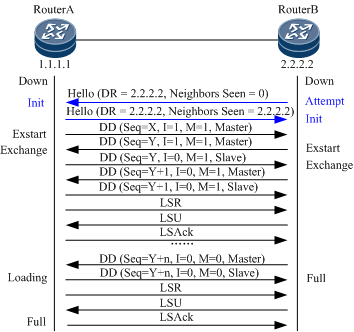 RouterA RouterB
1.1.1.1 2.2.2.2
Down Down
Hello (DR = 2.2.2.2, Neighbors Seen = 0)
Init Attempt
Hello (DR = 2.2.2.2, Neighbors Seen = 2.2.2.2)
Init
DD (Seq=X, I=1, M=1, Master)
Exstart
DD (Seq=Y, I=1, M=1, Master)
Exchange Exstart
DD (Seq=Y, I=0, M=1, Slave)
Exchange
DD (Seq=Y+1, I=0, M=1, Master)
DD (Seq=Y+1, I=0, M=1, Slave)
LSR
LSU
LSAck
......
DD (Seq=Y+n, I=0, M=0, Master)
Loading DD (Seq=Y+n, I=0, M=0, Slave) Full
LSR
LSU
LSAck
Full